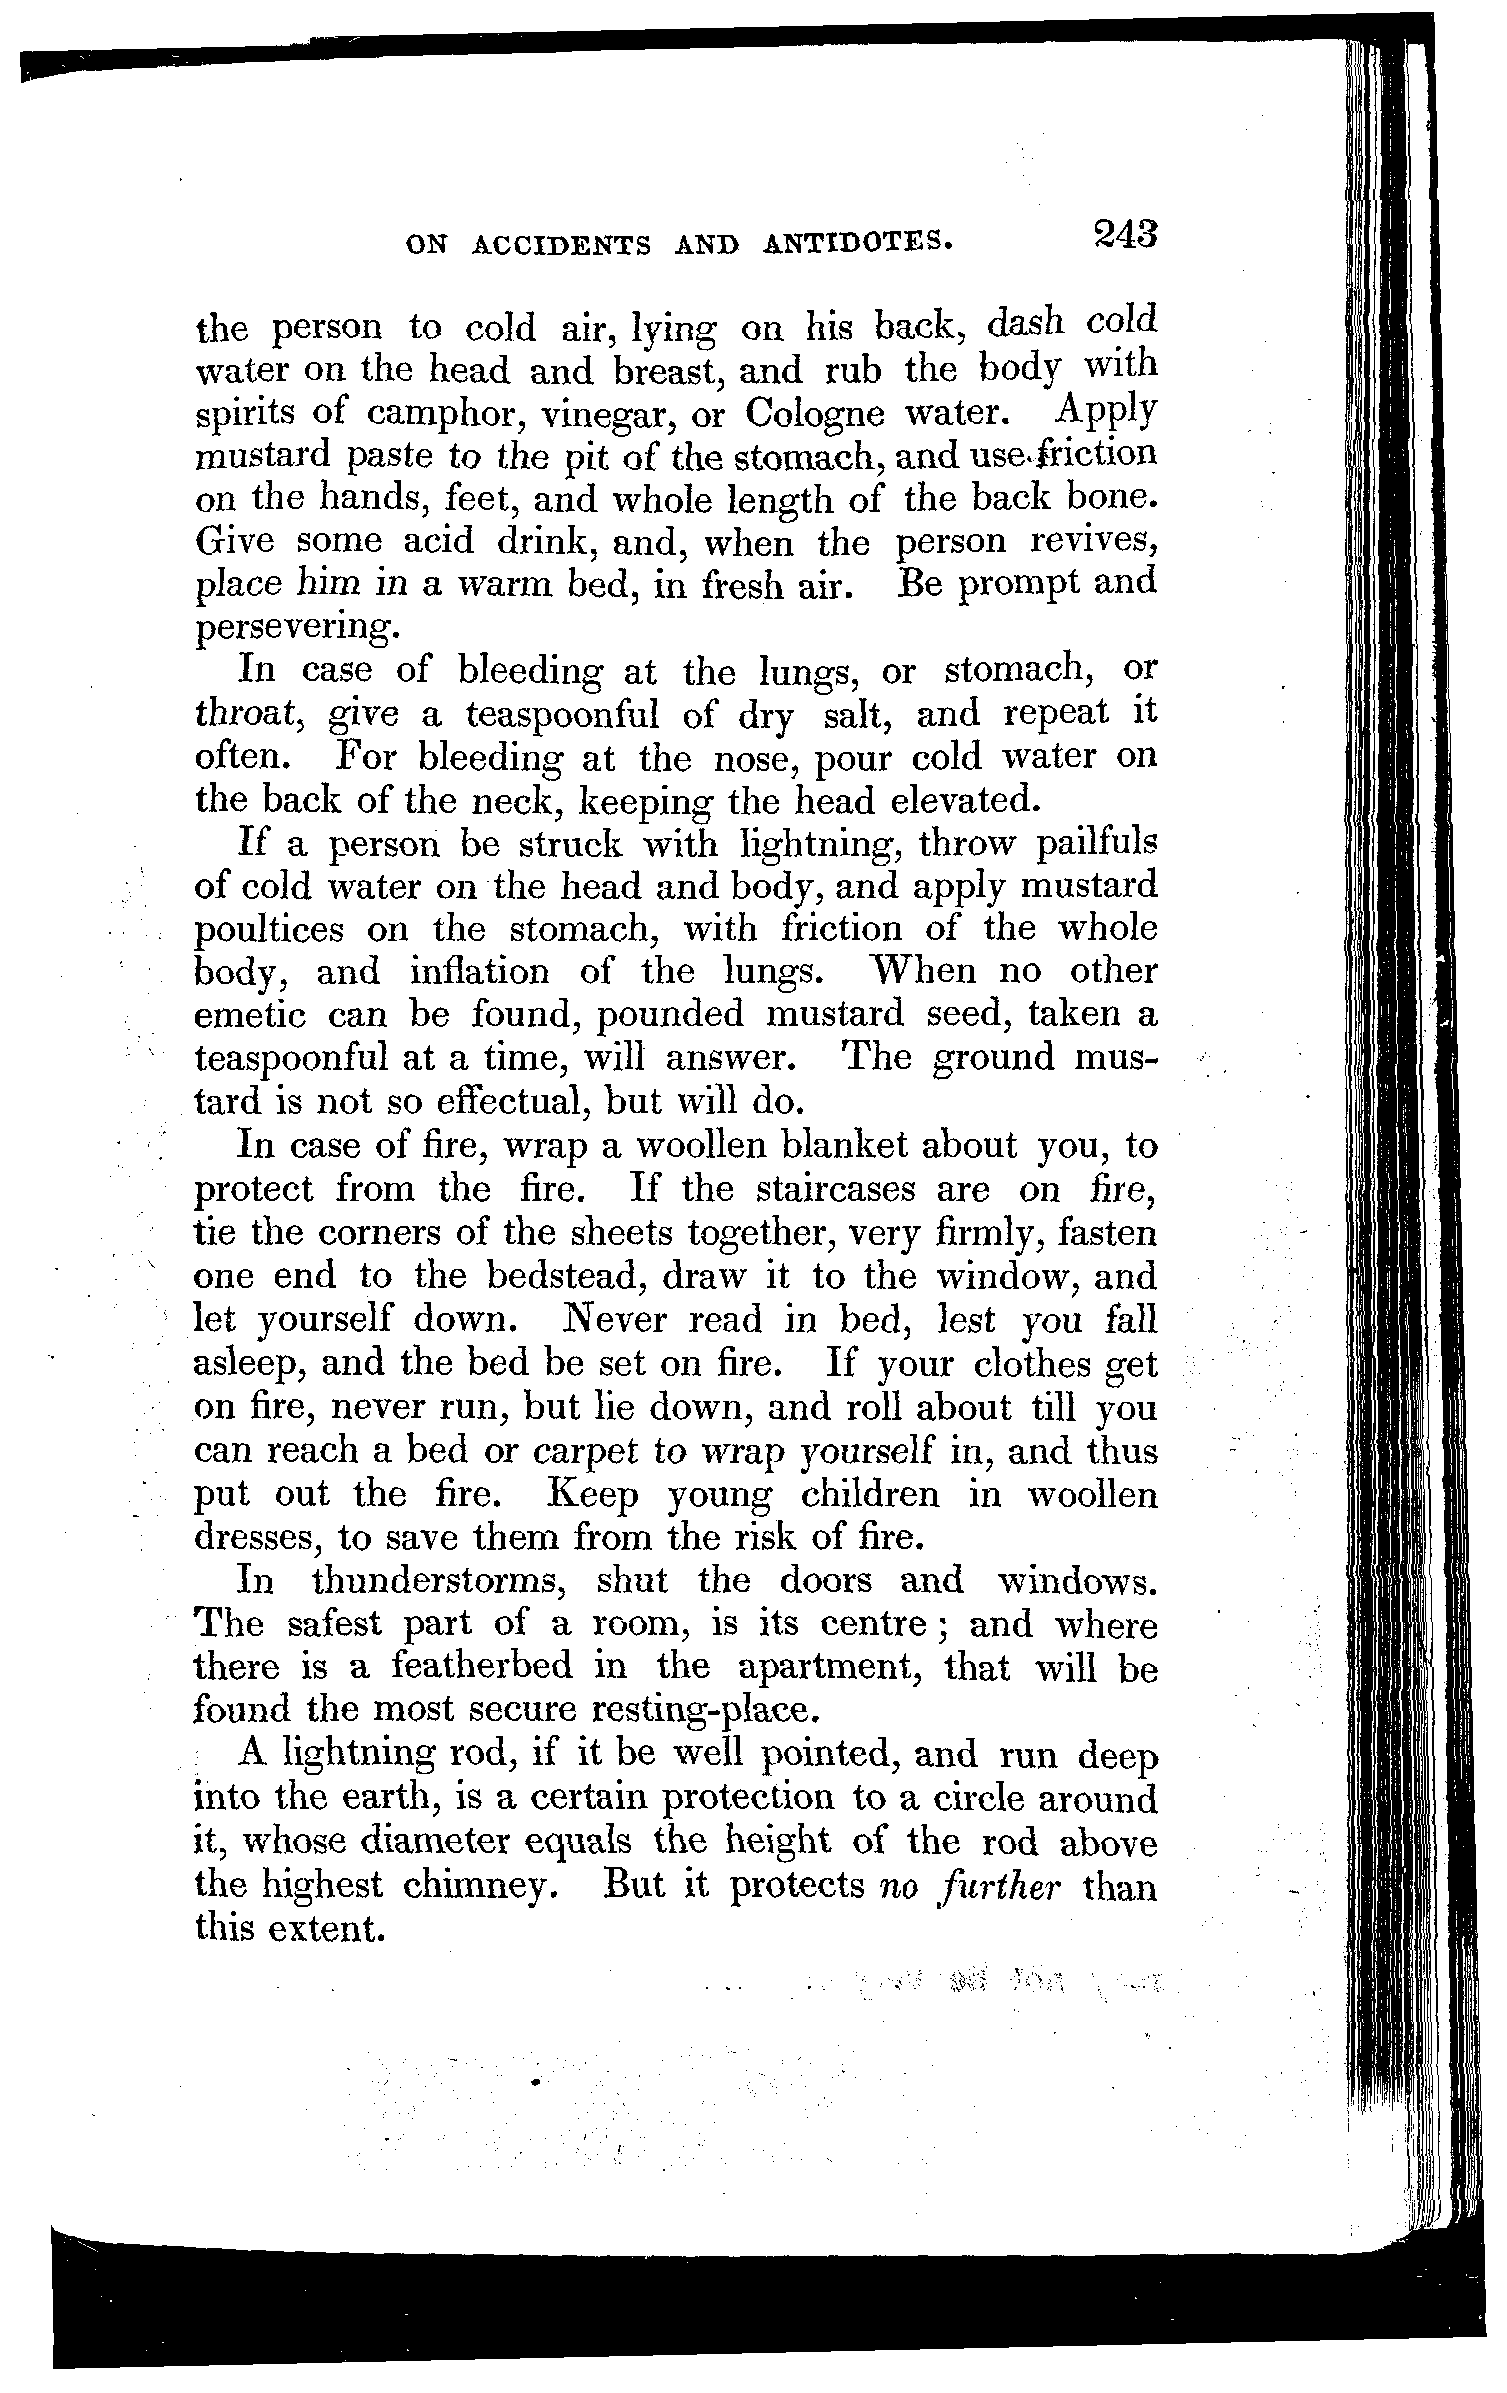 ON ACCIDENTS AND ANTIDOTES. 243
the person to cold air, lying on his back, dash cold
water on the head and breast, and rub the body with
spirits of camphor, vinegar, or Cologne water. Apply
mustard paste to the pit of the stomach, and use friction
on the hands, feet, and whole length of the back bone.
Give some acid drink, and, when the person revives,
place him in a warm bed, in fresh air. Be prompt and
persevering.
In case of bleeding at the lungs, or stomach, or
throat, give a teaspoonful of dry salt, and repeat it
often. For bleeding at the nose, pour cold water on
the back of the neck, keeping the head elevated.
If a person be struck with lightning, throw pailfuls
of cold water on the head and body, and apply mustard
poultices on the stomach, with friction of the whole
body, and inflation of the lungs. When no other
emetic can be found, pounded mustard seed, taken a
teaspoonful at a time, will answer. The ground mus-
tard is not so effectual, but will do.
In case of fire, wrap a woollen blanket about you, to
protect from the fire. If the staircases are on fire,
tie the corners of the sheets together, very firmly, fasten
one end to the bedstead, draw it to the window, and
let yourself down. Never read in bed, lest you fall
asleep, and the bed be set on fire. If your clothes get
on fire, never run, but lie down, and roll about till you
can reach a bed or carpet to wrap yourself in, and thus
put out the fire. Keep young children in woollen
dresses, to save them from the risk of fire.
In thunderstorms, shut the doors and windows.
The safest part of a room, is its centre; and where
there is a featherbed in the apartment, that will be
found the most secure resting-place.
A lightning rod, if it be well pointed, and run deep
into the earth, is a certain protection to a circle around
it, whose diameter equals the height of the rod above
the highest chimney. But it protects no further than
this extent.